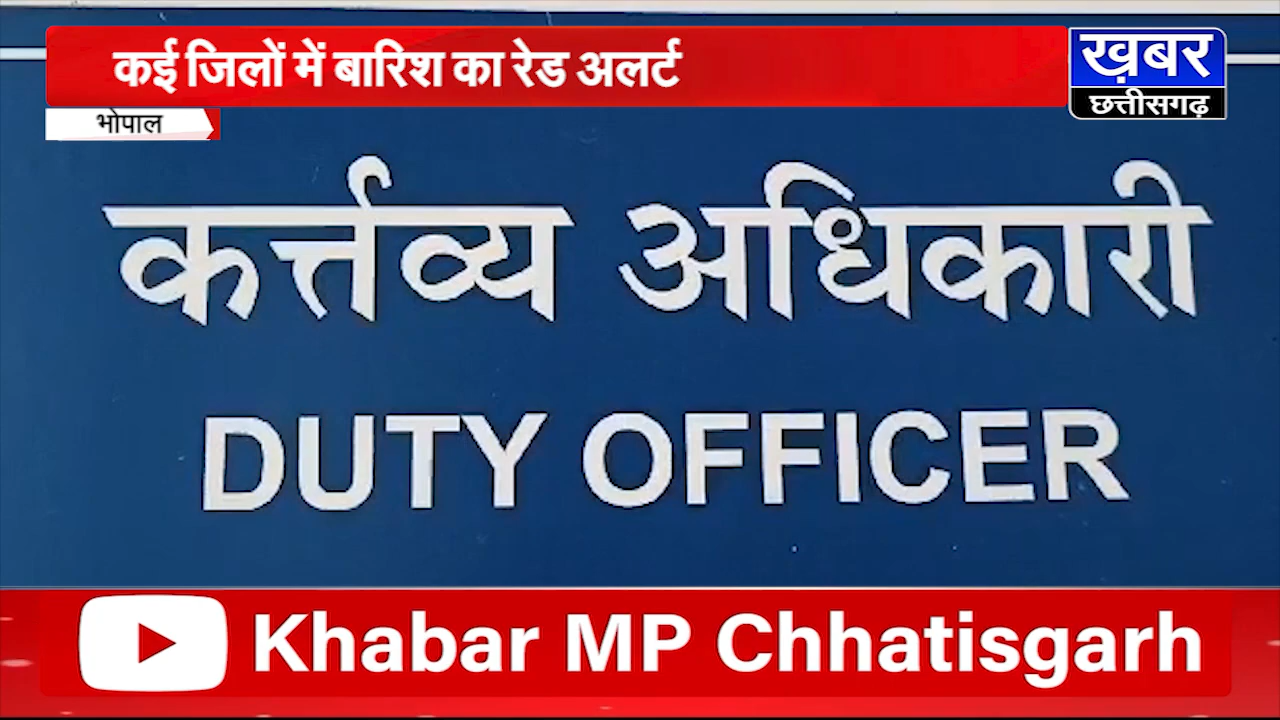 कई जिलों में बारिश का रेड अलर्ट
ख़बर
छत्तीसगढ़
भोपाल
कर्त्तव्य अधिकारी
DUTY OFFICER
Khabar MP Chhatisgarh